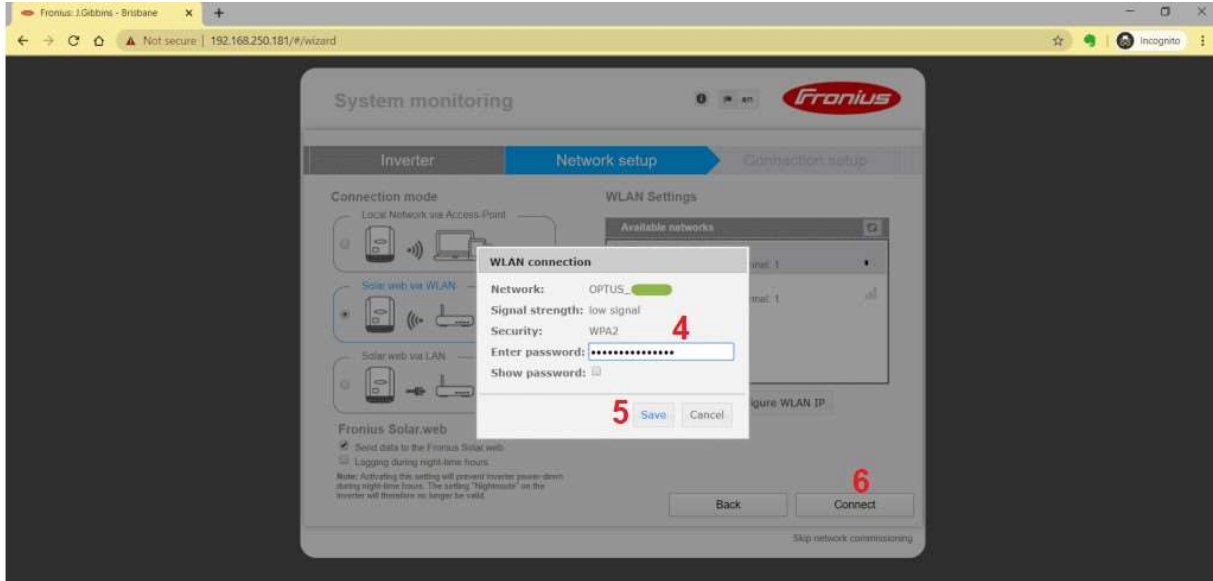 Fronius: J.Gibbins - Brisbane
Not secure | 192.168.250.181/#/wizard
Incognito
System monitoring
en
Fronius
Inverter
Network setup
Connection setup
Connection mode
WLAN Settings
Local Network via Access-Point
Available networks
WLAN connection
nnel: 1
Solar.web via WLAN
Network: OPTUS_
nnel: 1
Signal strength: low signal
Security: WPA2
4
Enter password: •••••••••••••••
Solar.web via LAN
Show password:
igure WLAN IP
5
Save
Cancel
Fronius Solar.web
Send data to the Fronius Solar.web
Logging during night-time hours
Note: Activating this setting will prevent Inverter power-down
during night-time hours. The setting "Nightmode" on the
inverter will therefore no longer be valid.
6
Back
Connect
Skip network commissioning